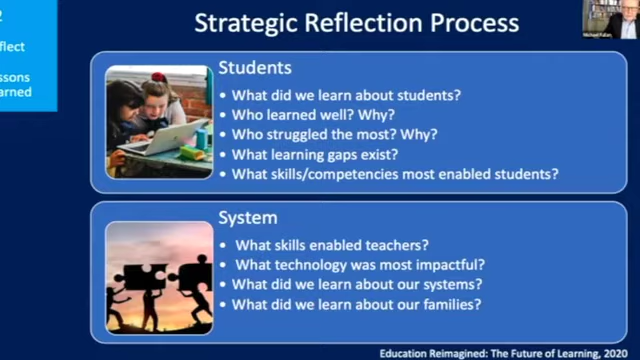 2
Strategic Reflection Process
flect
ssons
arned
Students
• What did we learn about students?
• Who learned well? Why?
• Who struggled the most? Why?
• What learning gaps exist?
• What skills/competencies most enabled students?
System
• What skills enabled teachers?
• What technology was most impactful?
• What did we learn about our systems?
• What did we learn about our families?
Education Reimagined: The Future of Learning, 2020